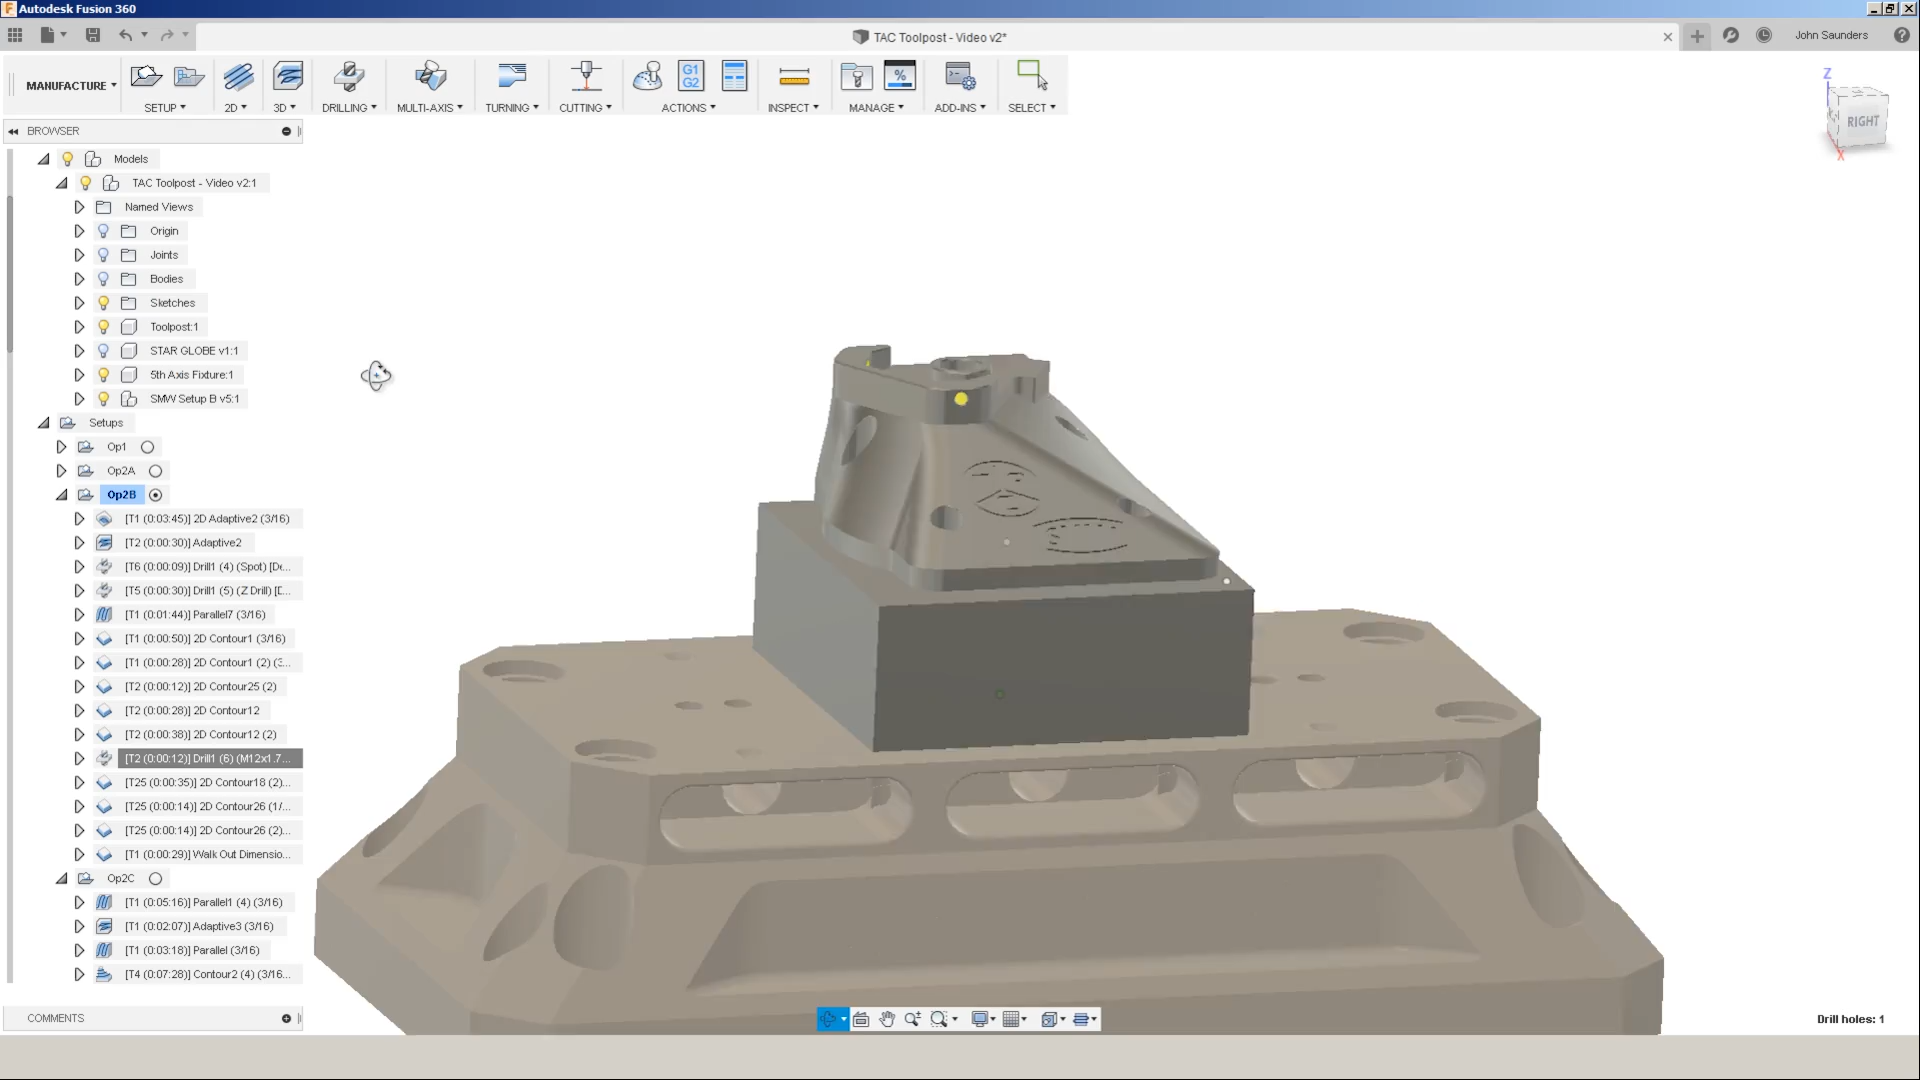 Autodesk Fusion 360
TAC Toolpost - Video v2*
John Saunders
MANUFACTURE
G1
G2
%
SETUP
2D
3D
DRILLING
MULTI-AXIS
TURNING
CUTTING
ACTIONS
INSPECT
MANAGE
ADD-INS
SELECT
Z
RIGHT
X
BROWSER
Models
TAC Toolpost - Video v2:1
Named Views
Origin
Joints
Bodies
Sketches
Toolpost:1
STAR GLOBE v1:1
5th Axis Fixture:1
SMW Setup B v5:1
Setups
Op1
Op2A
Op2B
[T1 (0:03:45)] 2D Adaptive2 (3/16)
[T2 (0:00:30)] Adaptive2
[T6 (0:00:09)] Drill1 (4) (Spot) [De...
[T5 (0:00:30)] Drill1 (5) (Z Drill) [D...
[T1 (0:01:44)] Parallel7 (3/16)
[T1 (0:00:50)] 2D Contour1 (3/16)
[T1 (0:00:28)] 2D Contour1 (2) (3...
[T2 (0:00:12)] 2D Contour25 (2)
[T2 (0:00:28)] 2D Contour12
[T2 (0:00:38)] 2D Contour12 (2)
[T2 (0:00:12)] Drill1 (6) (M12x1.7...
[T25 (0:00:35)] 2D Contour18 (2)...
[T25 (0:00:14)] 2D Contour26 (1/...
[T25 (0:00:14)] 2D Contour26 (2)...
[T1 (0:00:29)] Walk Out Dimensio...
Op2C
[T1 (0:05:16)] Parallel1 (4) (3/16)
[T1 (0:02:07)] Adaptive3 (3/16)
[T1 (0:03:18)] Parallel (3/16)
[T4 (0:07:28)] Contour2 (4) (3/16...
COMMENTS
Drill holes: 1